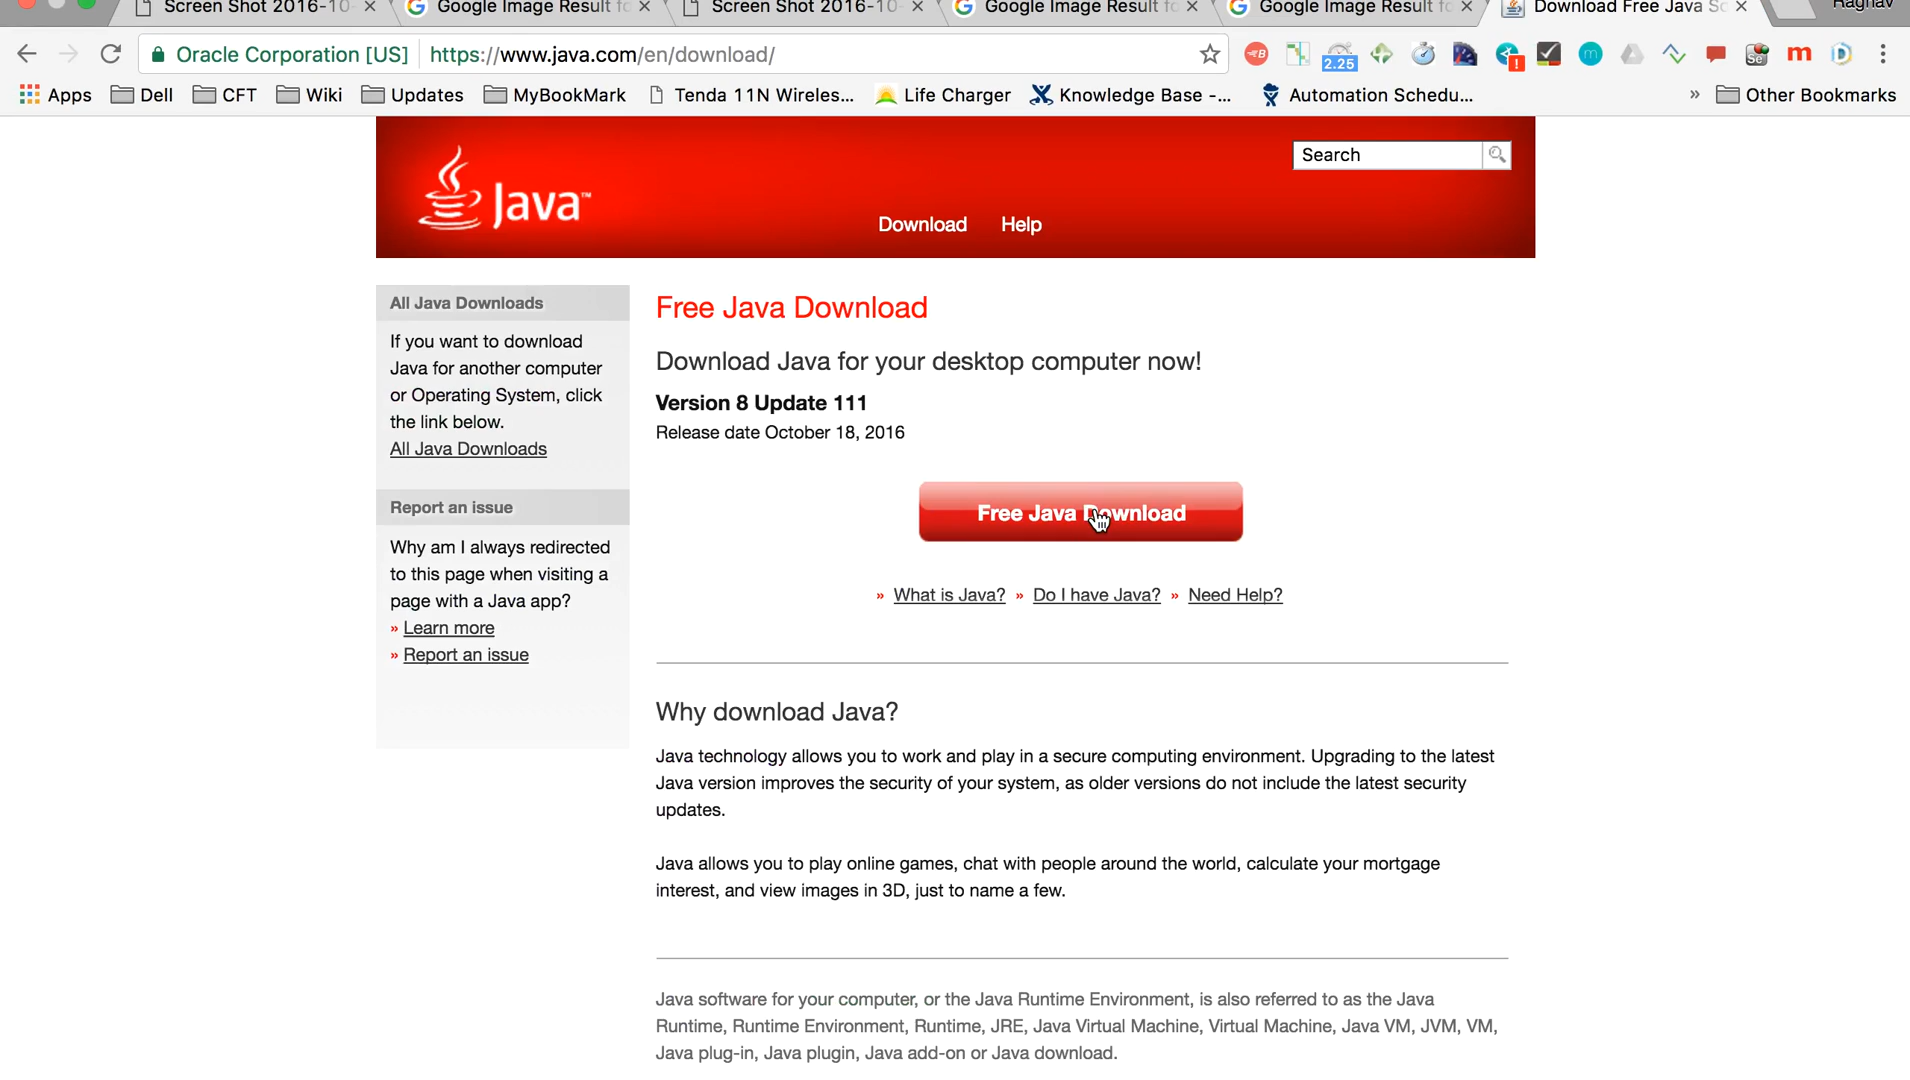 Screen Shot 2016-10-
Google Image Result fo
Screen Shot 2016-10-
Google Image Result fo
Google Image Result fo
Download Free Java So
Raghav
Oracle Corporation [US]
https://www.java.com/en/download/
2.25
Apps
Dell
CFT
Wiki
Updates
MyBookMark
Tenda 11N Wireles...
Life Charger
Knowledge Base -...
Automation Schedu...
»
Other Bookmarks
Java™
Search
Download
Help
All Java Downloads
If you want to download
Java for another computer
or Operating System, click
the link below.
All Java Downloads
Report an issue
Why am I always redirected
to this page when visiting a
page with a Java app?
» Learn more
» Report an issue
Free Java Download
Download Java for your desktop computer now!
Version 8 Update 111
Release date October 18, 2016
Free Java Download
» What is Java? » Do I have Java? » Need Help?
Why download Java?
Java technology allows you to work and play in a secure computing environment. Upgrading to the latest
Java version improves the security of your system, as older versions do not include the latest security
updates.
Java allows you to play online games, chat with people around the world, calculate your mortgage
interest, and view images in 3D, just to name a few.
Java software for your computer, or the Java Runtime Environment, is also referred to as the Java
Runtime, Runtime Environment, Runtime, JRE, Java Virtual Machine, Virtual Machine, Java VM, JVM, VM,
Java plug-in, Java plugin, Java add-on or Java download.